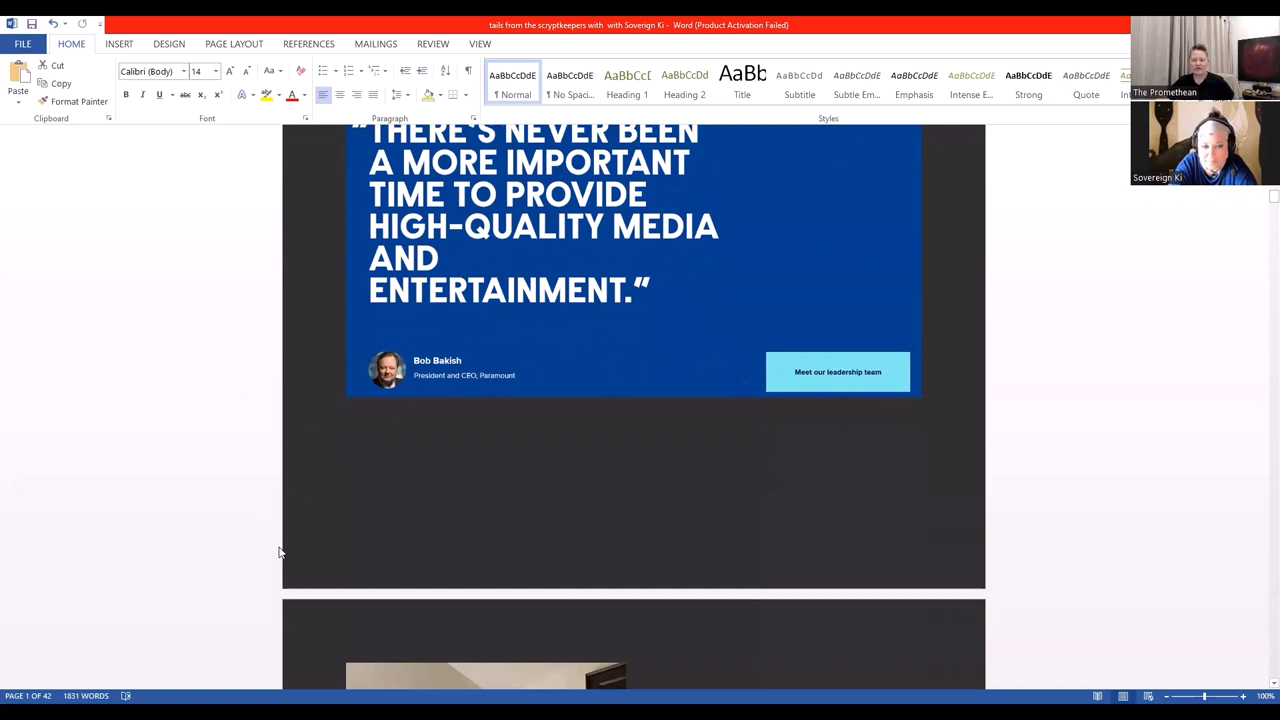 tails from the scryptkeepers with  with Soverign Ki -  Word (Product Activation Failed)
FILE HOME INSERT DESIGN PAGE LAYOUT REFERENCES MAILINGS REVIEW VIEW
Paste
Cut
Copy
Format Painter
Clipboard
Calibri (Body) 14
Font
Paragraph
AaBbCcDdE AaBbCcDdE AaBbC( AaBbCcDd AaBb AaBbCcDd AaBbCcDdE AaBbCcDdE AaBbCcDdE AaBbCcDdE AaBbCcDdE
¶ Normal ¶ No Spaci... Heading 1 Heading 2 Title Subtitle Subtle Em... Emphasis Intense E... Strong Quote
Styles
The Promethean
Sovereign Ki
"THERE'S NEVER BEEN
A MORE IMPORTANT
TIME TO PROVIDE
HIGH-QUALITY MEDIA
AND
ENTERTAINMENT."
Bob Bakish
President and CEO, Paramount
Meet our leadership team
PAGE 1 OF 42 1831 WORDS
100%